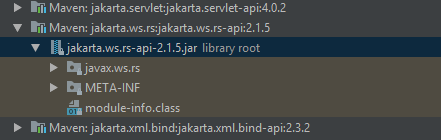 Maven: jakarta.servlet:jakarta.servlet-api:4.0.2
Maven: jakarta.ws.rs:jakarta.ws.rs-api:2.1.5
jakarta.ws.rs-api-2.1.5.jar library root
javax.ws.rs
META-INF
module-info.class
Maven: jakarta.xml.bind:jakarta.xml.bind-api:2.3.2